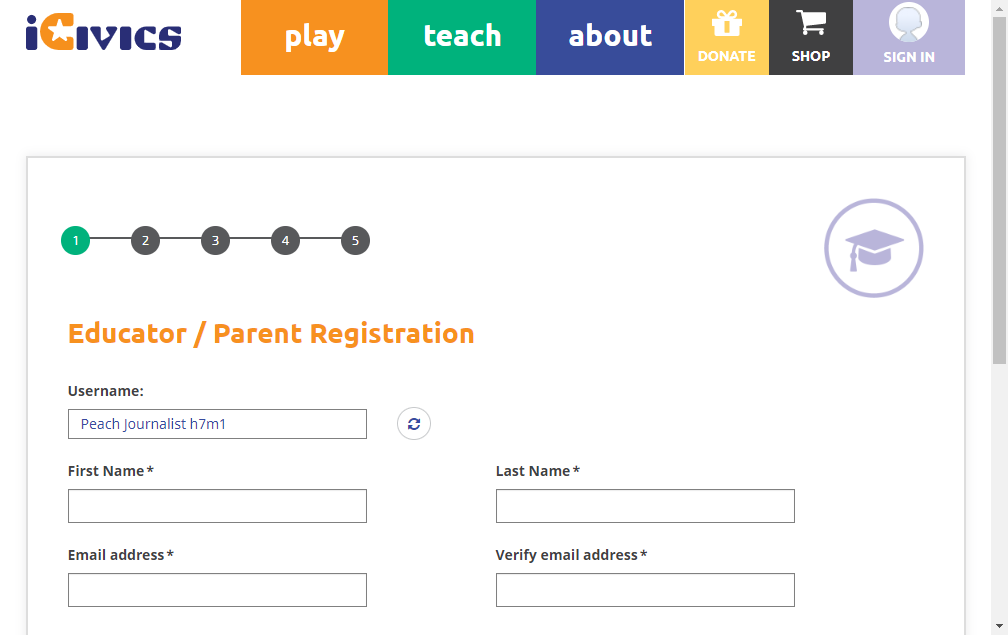 iCivics
play
teach
about
DONATE
SHOP
SIGN IN
1 2 3 4 5
Educator / Parent Registration
Username:
Peach Journalist h7m1
First Name*
Last Name*
Email address*
Verify email address*